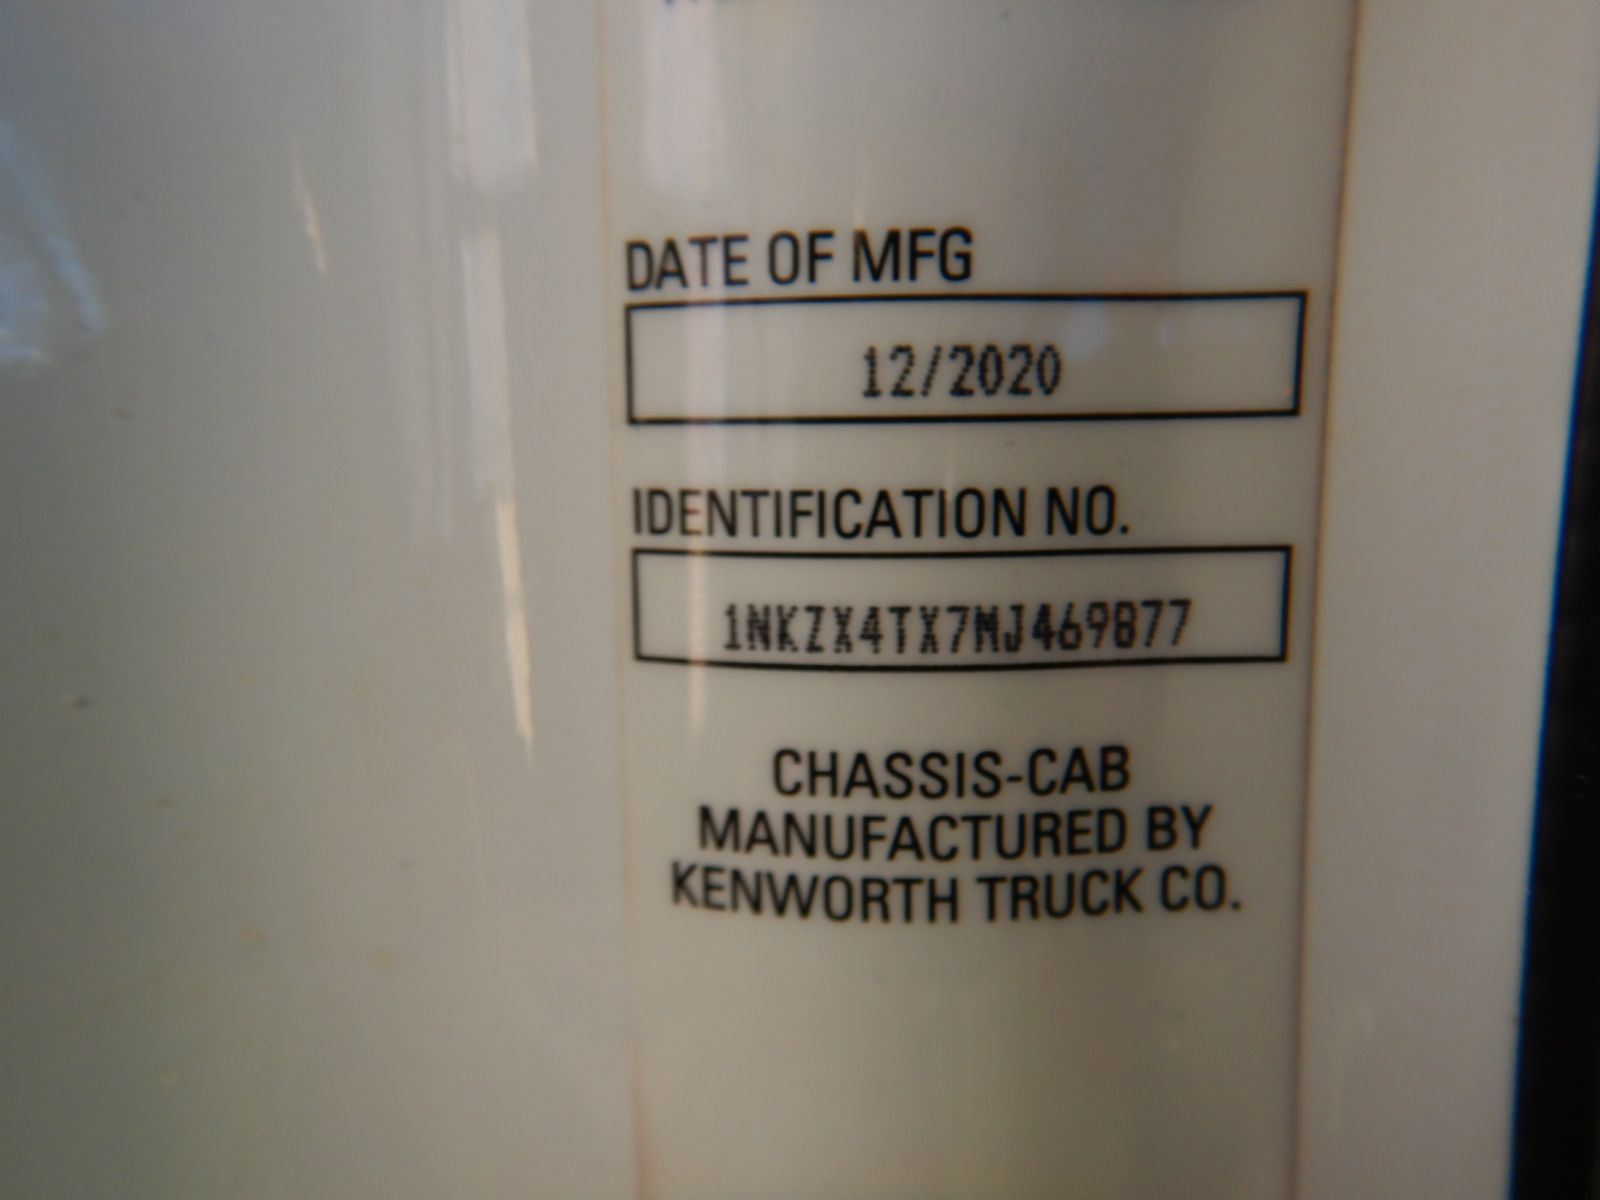 DATE OF MFG
12/2020
IDENTIFICATION NO.
1NKZX4TX7MJ469877
CHASSIS-CAB
MANUFACTURED BY
KENWORTH TRUCK CO.